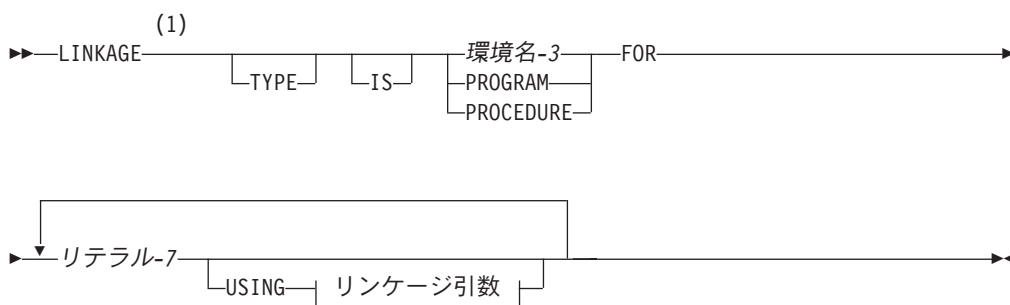 (1)
LINKAGE TYPE IS 環境名-3 FOR
PROGRAM
PROCEDURE
リテラル-7
USING リンケージ引数